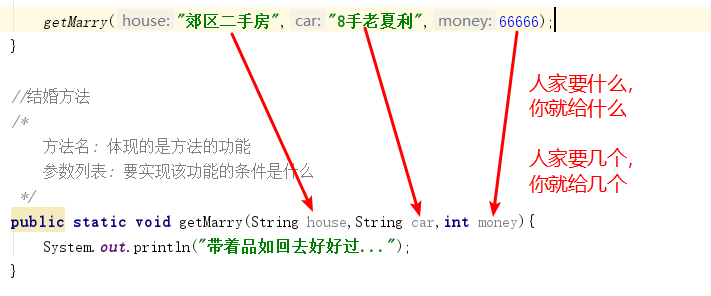 getMarry( house: "郊区二手房", car: "8手老夏利", money: 66666);
}
人家要什么，
你就给什么
//结婚方法
/*
方法名：体现的是方法的功能
参数列表：要实现该功能的条件是什么
*/
人家要几个，
你就给几个
public static void getMarry(String house,String car,int money){
System.out.println("带着品如回去好好过...");
}